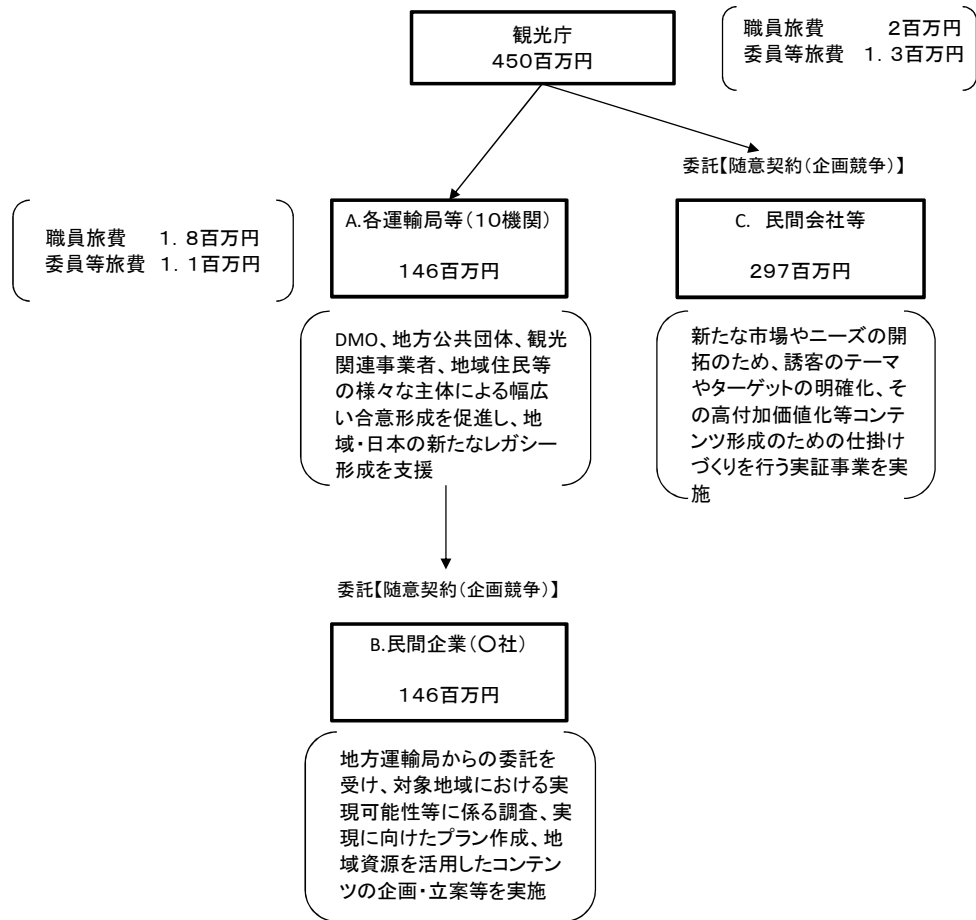 観光庁
450百万円
職員旅費　　　2百万円
委員等旅費　1．3百万円
委託【随意契約（企画競争）】
職員旅費　　1．8百万円
委員等旅費　1．1百万円
A.各運輸局等（10機関）
146百万円
C.　民間会社等
297百万円
DMO、地方公共団体、観光
関連事業者、地域住民等
の様々な主体による幅広
い合意形成を促進し、地
域・日本の新たなレガシー
形成を支援
新たな市場やニーズの開
拓のため、誘客のテーマ
やターゲットの明確化、そ
の高付加価値化等コンテ
ンツ形成のための仕掛け
づくりを行う実証事業を実
施
委託【随意契約（企画競争）】
B.民間企業（〇社）
146百万円
地方運輸局からの委託を
受け、対象地域における実
現可能性等に係る調査、実
現に向けたプラン作成、地
域資源を活用したコンテン
ツの企画・立案等を実施